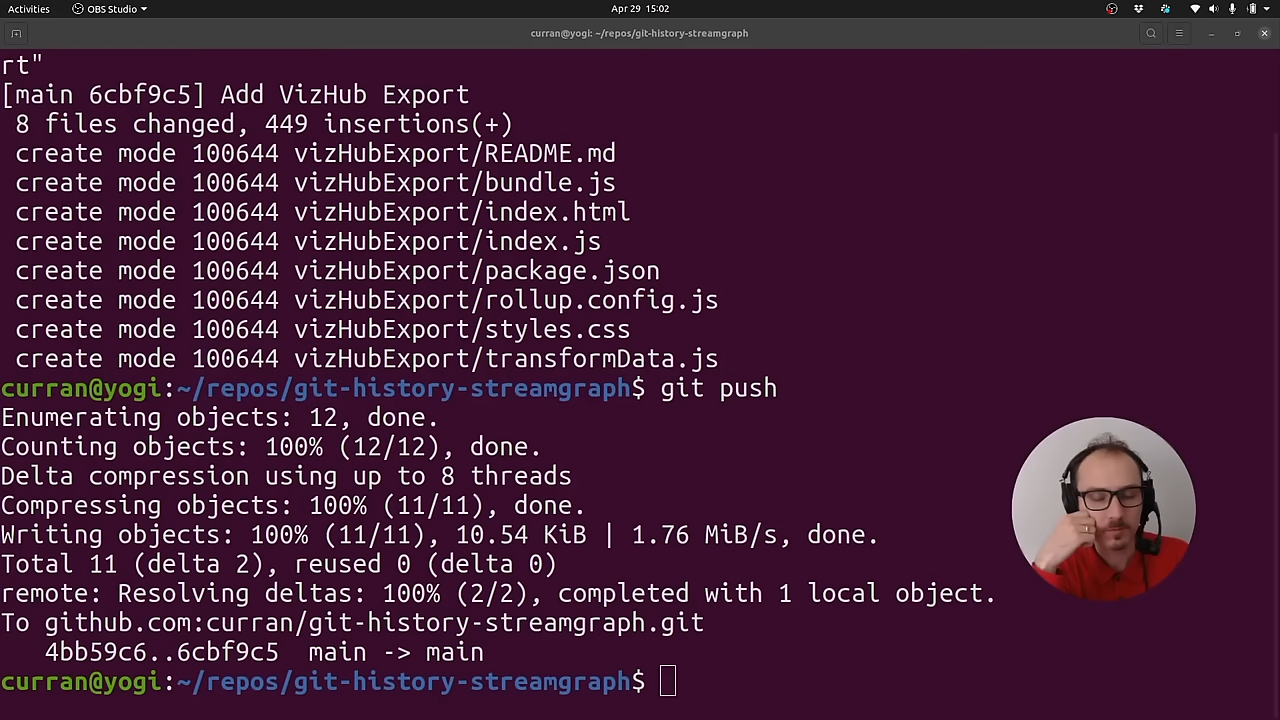 Activities
OBS Studio
Apr 29 15:02
curran@yogi: ~/repos/git-history-streamgraph
rt"
[main 6cbf9c5] Add VizHub Export
8 files changed, 449 insertions(+)
create mode 100644 vizHubExport/README.md
create mode 100644 vizHubExport/bundle.js
create mode 100644 vizHubExport/index.html
create mode 100644 vizHubExport/index.js
create mode 100644 vizHubExport/package.json
create mode 100644 vizHubExport/rollup.config.js
create mode 100644 vizHubExport/styles.css
create mode 100644 vizHubExport/transformData.js
curran@yogi:~/repos/git-history-streamgraph$ git push
Enumerating objects: 12, done.
Counting objects: 100% (12/12), done.
Delta compression using up to 8 threads
Compressing objects: 100% (11/11), done.
Writing objects: 100% (11/11), 10.54 KiB | 1.76 MiB/s, done.
Total 11 (delta 2), reused 0 (delta 0)
remote: Resolving deltas: 100% (2/2), completed with 1 local object.
To github.com:curran/git-history-streamgraph.git
4bb59c6..6cbf9c5  main -> main
curran@yogi:~/repos/git-history-streamgraph$